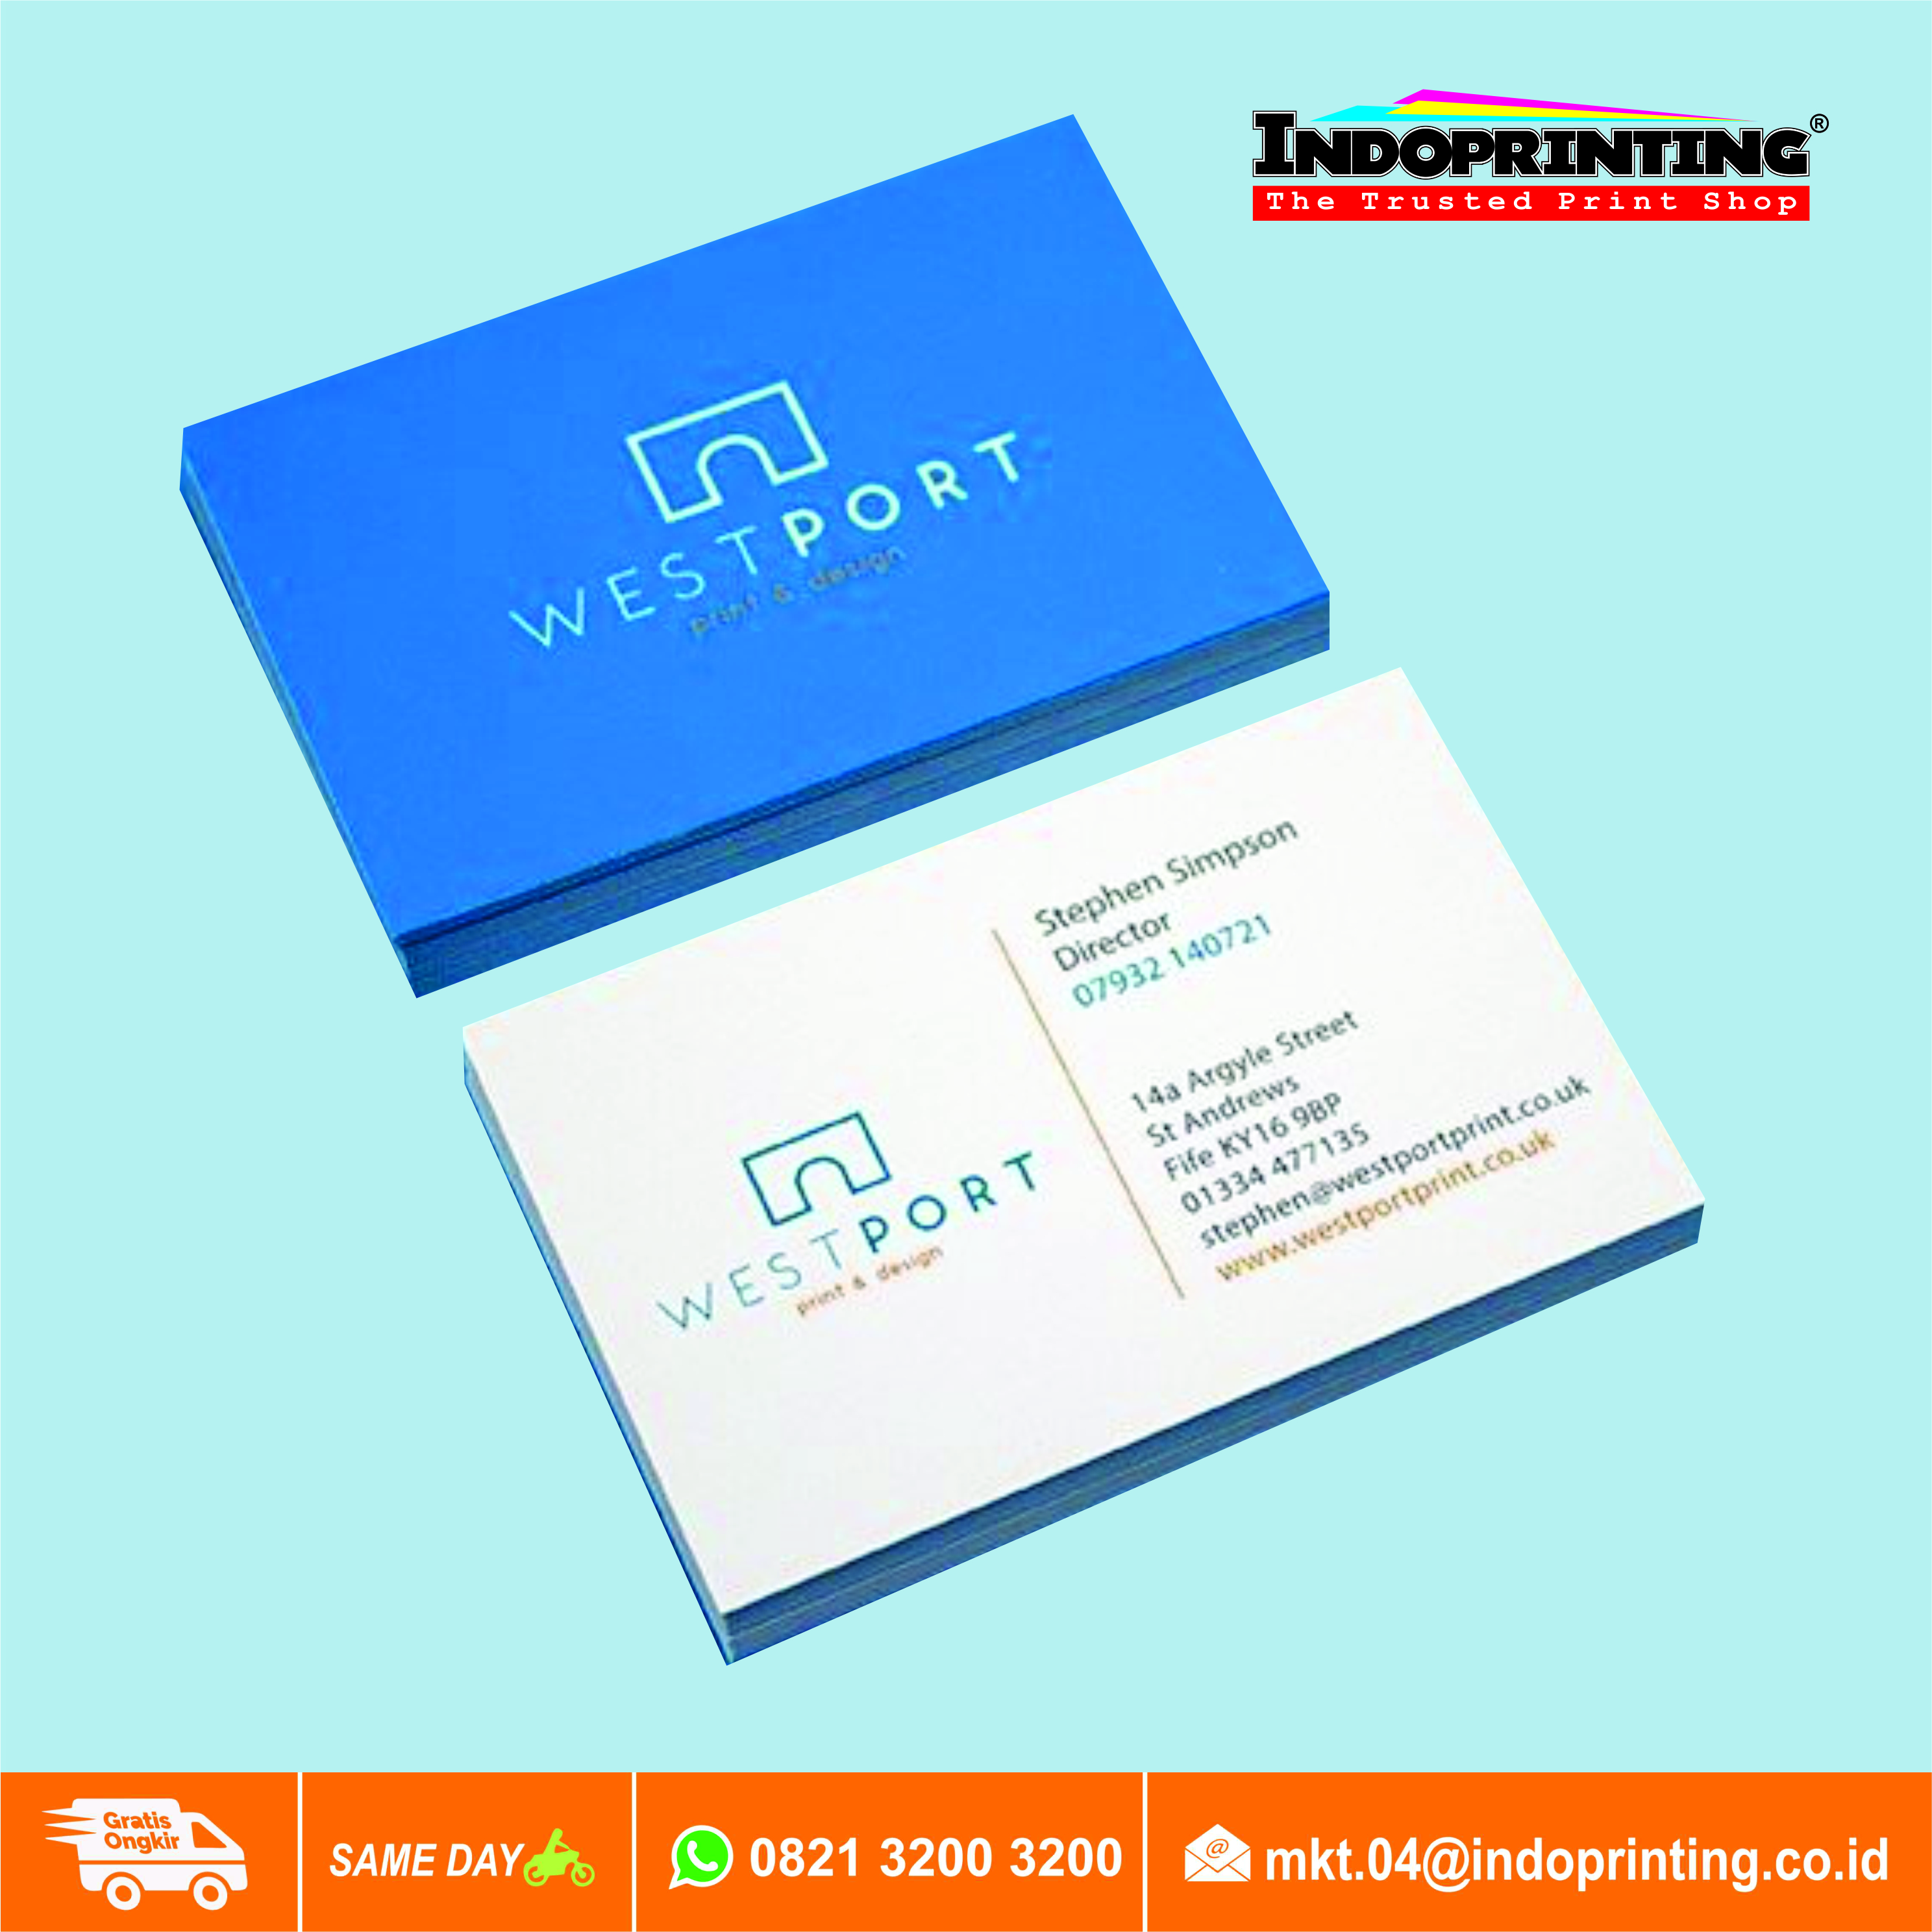 INDOPRINTING®
The Trusted Print Shop
WESTPORT
print & design
Stephen Simpson
Director
07932 140721
14a Argyle Street
St Andrews
Fife KY16 9BP
01334 477135
stephen@westportprint.co.uk
www.westportprint.co.uk
WESTPORT
print & design
Gratis
Ongkir
SAME DAY
0821 3200 3200
mkt.04@indoprinting.co.id